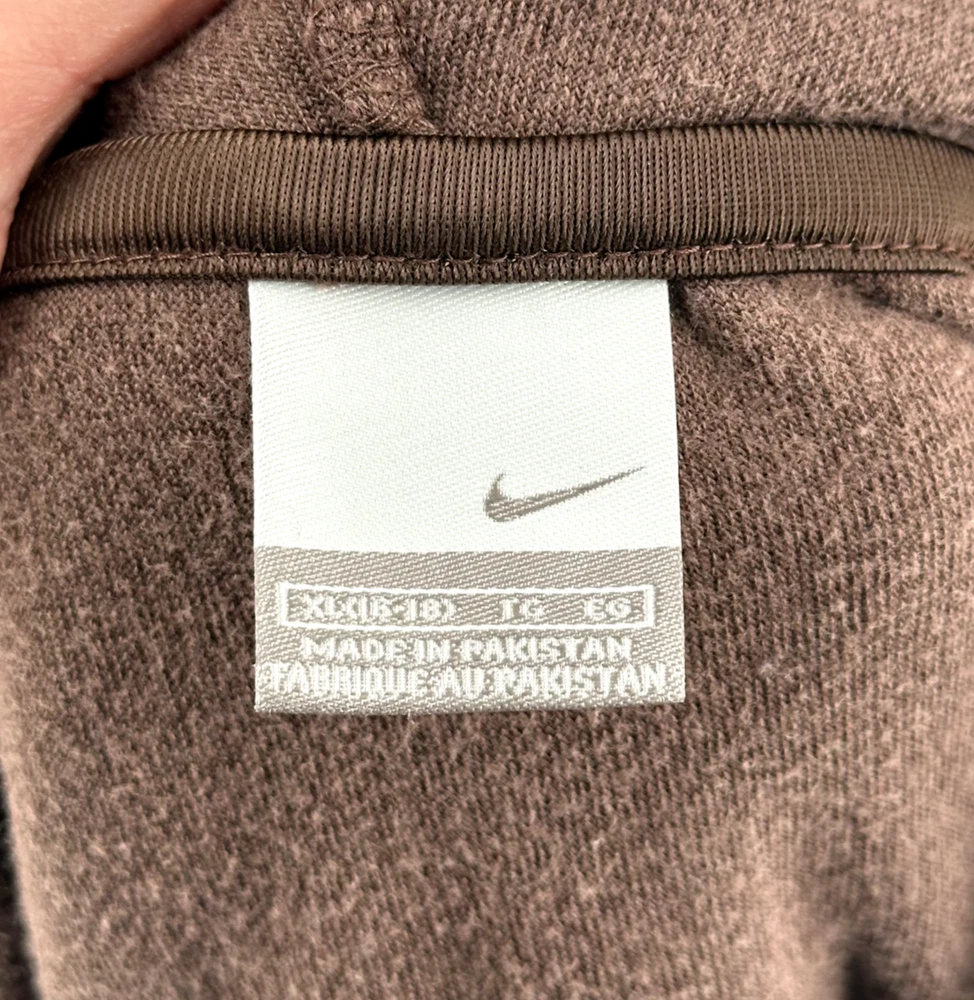 XL(16-18) TG EG
MADE IN PAKISTAN
FABRIQUE AU PAKISTAN